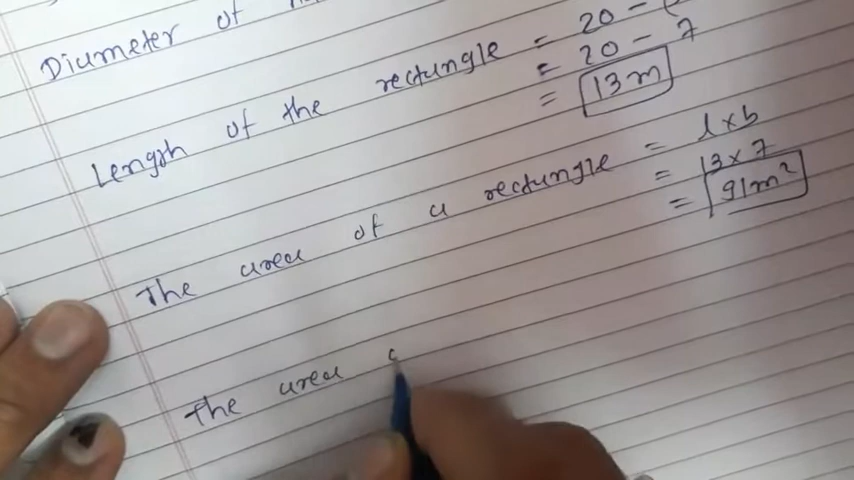 Diameter of
Length of the rectangle = 20 - (
= 20 - 7
= 13m
The area of a rectangle = l x b
= 13 x 7
= 91m²
The area